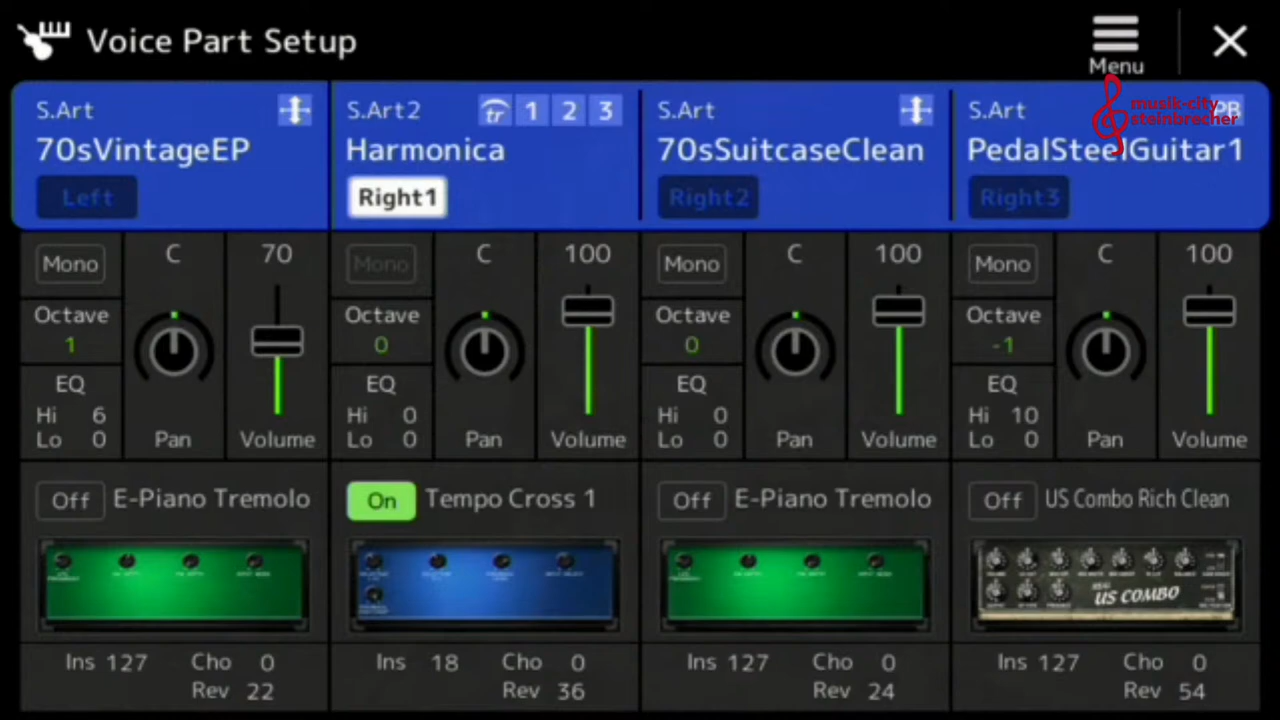 Voice Part Setup
Menu
S.Art
S.Art2 tr 1 2 3
S.Art
S.Art PB
musik-city
steinbrecher
70sVintageEP
Harmonica
70sSuitcaseClean
PedalSteelGuitar1
Left
Right1
Right2
Right3
Mono C 70
Mono C 100
Mono C 100
Mono C 100
Octave
Octave
Octave
Octave
1
0
0
-1
EQ
EQ
EQ
EQ
Hi 6
Hi 0
Hi 0
Hi 10
Lo 0 Pan Volume
Lo 0 Pan Volume
Lo 0 Pan Volume
Lo 0 Pan Volume
Off E-Piano Tremolo
On Tempo Cross 1
Off E-Piano Tremolo
Off US Combo Rich Clean
US COMBO
Ins 127 Cho 0
Ins 18 Cho 0
Ins 127 Cho 0
Ins 127 Cho 0
Rev 22
Rev 36
Rev 24
Rev 54